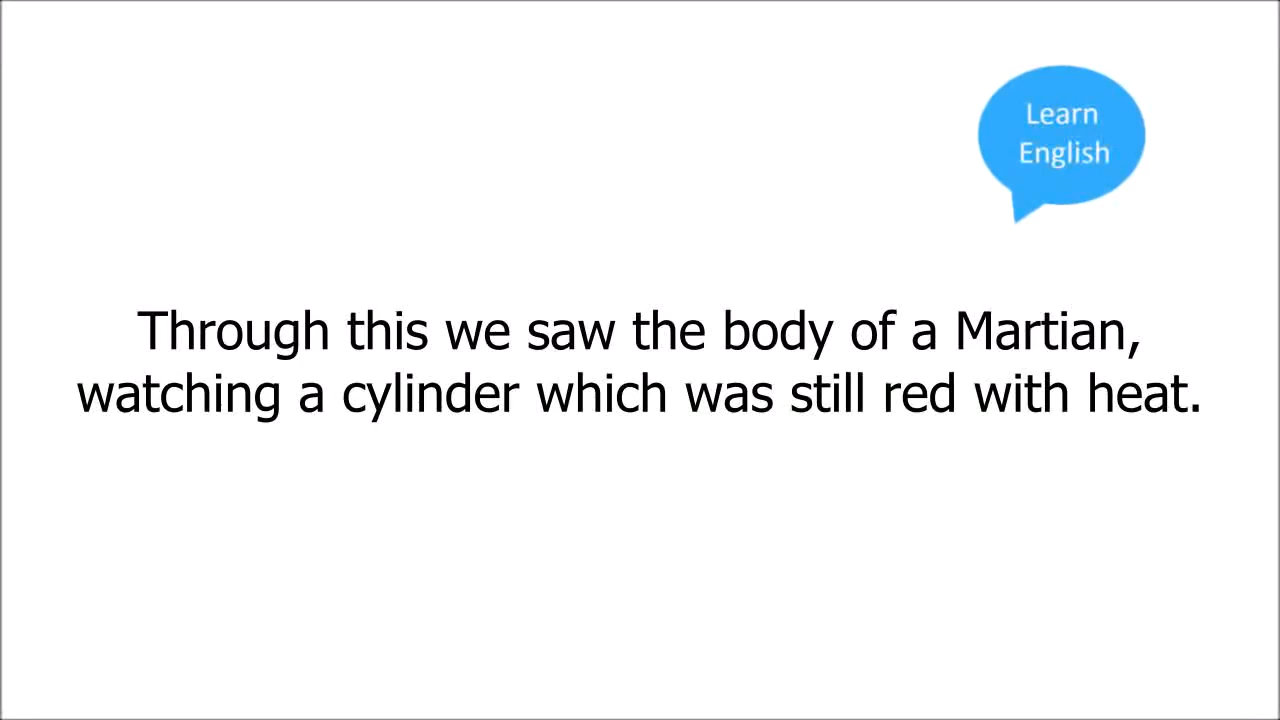 Learn
English
Through this we saw the body of a Martian,
watching a cylinder which was still red with heat.